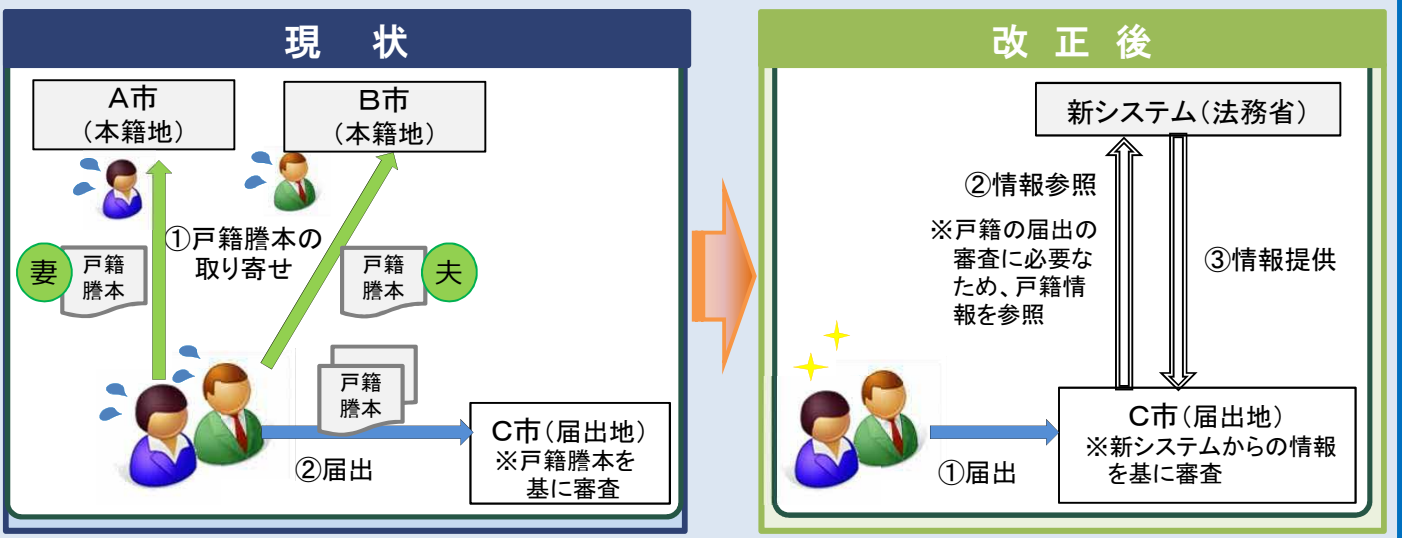 現 状
A市
(本籍地)
B市
(本籍地)
①戸籍謄本の
取り寄せ
妻
戸籍
謄本
戸籍
謄本
夫
戸籍
謄本
②届出
C市(届出地)
※戸籍謄本を
基に審査
改 正 後
新システム(法務省)
②情報参照
※戸籍の届出の
審査に必要な
ため、戸籍情
報を参照
③情報提供
①届出
C市(届出地)
※新システムからの情報
を基に審査